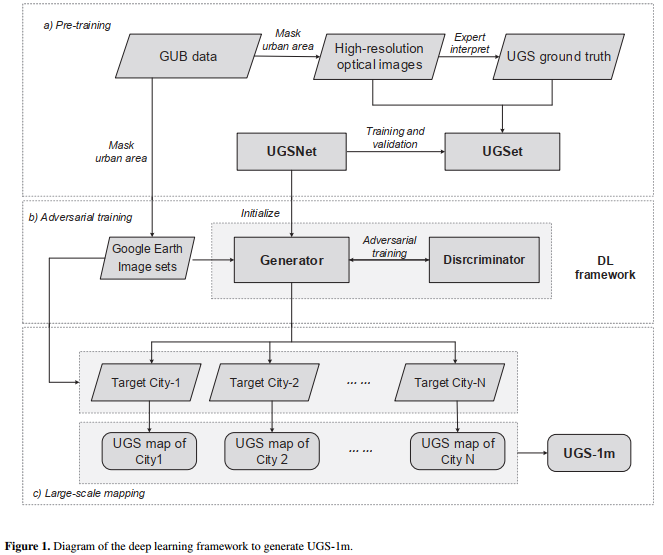 a) Pre-training
GUB data
Mask
urban area
High-resolution
optical images
Expert
interpret
UGS ground truth
Mask
urban area
UGSNet
Training and
validation
UGSet
Initialize
b) Adversarial training
Google Earth
Image sets
Generator
Adversarial
training
Disrcriminator
DL
framework
Target City-1
Target City-2
... ...
Target City-N
UGS map of
City1
UGS map of
City 2
... ...
UGS map of
City N
UGS-1m
c) Large-scale mapping
Figure 1. Diagram of the deep learning framework to generate UGS-1m.